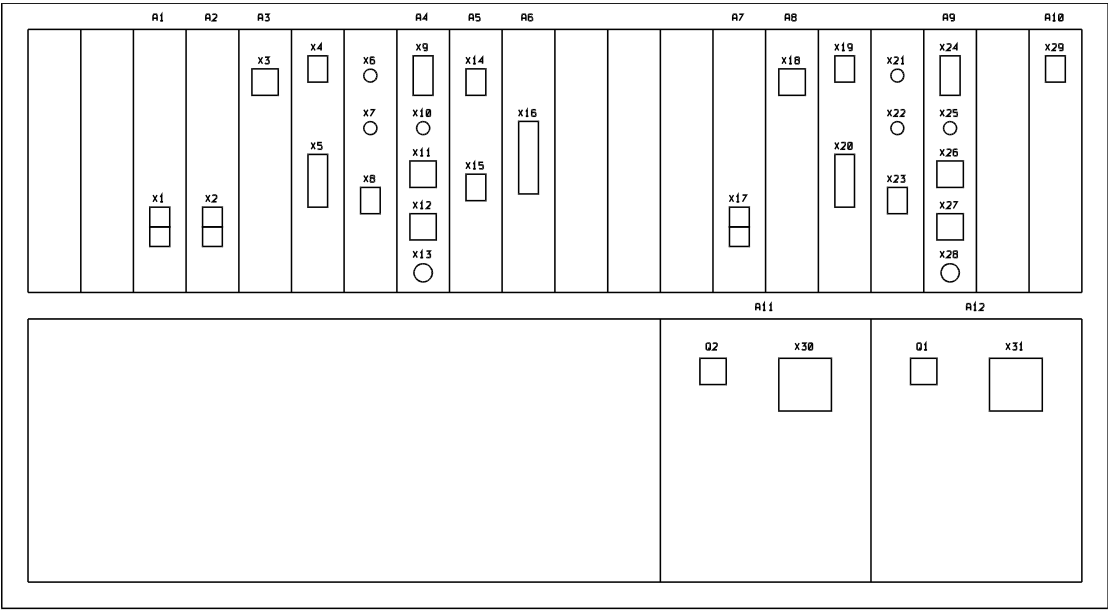 A1 A2 A3 A4 A5 A6 A7 A8 A9 A10
X4 X9 X19 X24 X29
X3 X6 X14 X18 X21
X7 X10 X16 X22 X25
X5 X11 X15 X20 X26
X8 X23
X1 X2 X12 X17 X27
X13 X28
A11 A12
Q2 X30 Q1 X31